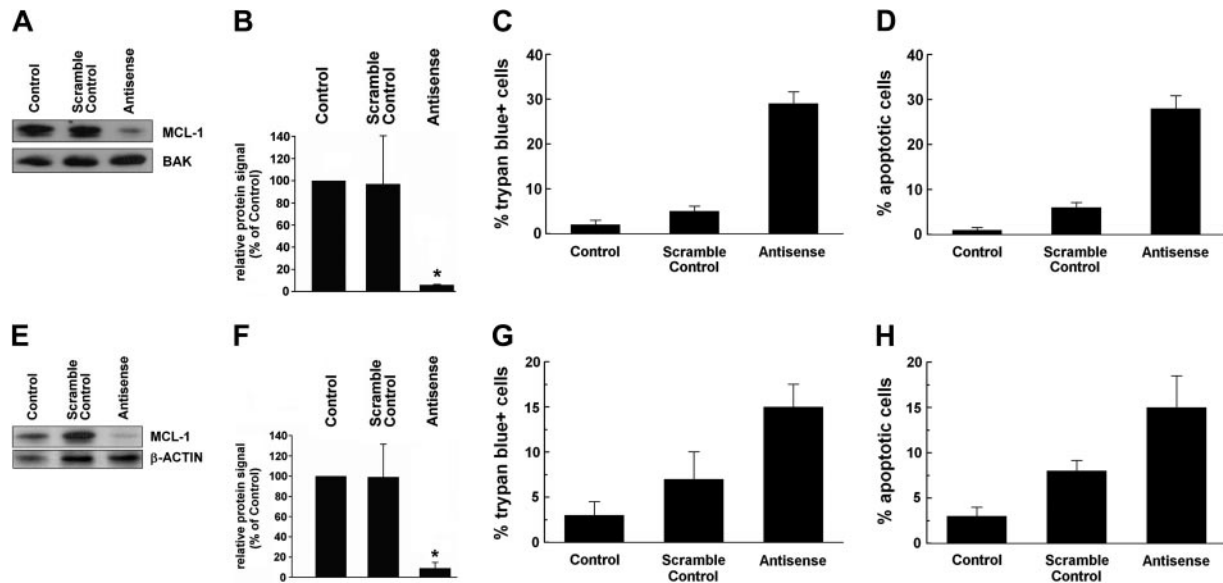 A
Control
Scramble
Control
Antisense
MCL-1
BAK
B
Control
Scramble
Control
Antisense
relative protein signal
(% of Control)
140
120
100
80
60
40
20
0
*
C
% trypan blue+ cells
40
30
20
10
0
Control
Scramble
Control
Antisense
D
% apoptotic cells
40
30
20
10
0
Control
Scramble
Control
Antisense
E
Control
Scramble
Control
Antisense
MCL-1
β-ACTIN
F
Control
Scramble
Control
Antisense
relative protein signal
(% of Control)
140
120
100
80
60
40
20
0
*
G
% trypan blue+ cells
20
15
10
5
0
Control
Scramble
Control
Antisense
H
% apoptotic cells
20
15
10
5
0
Control
Scramble
Control
Antisense